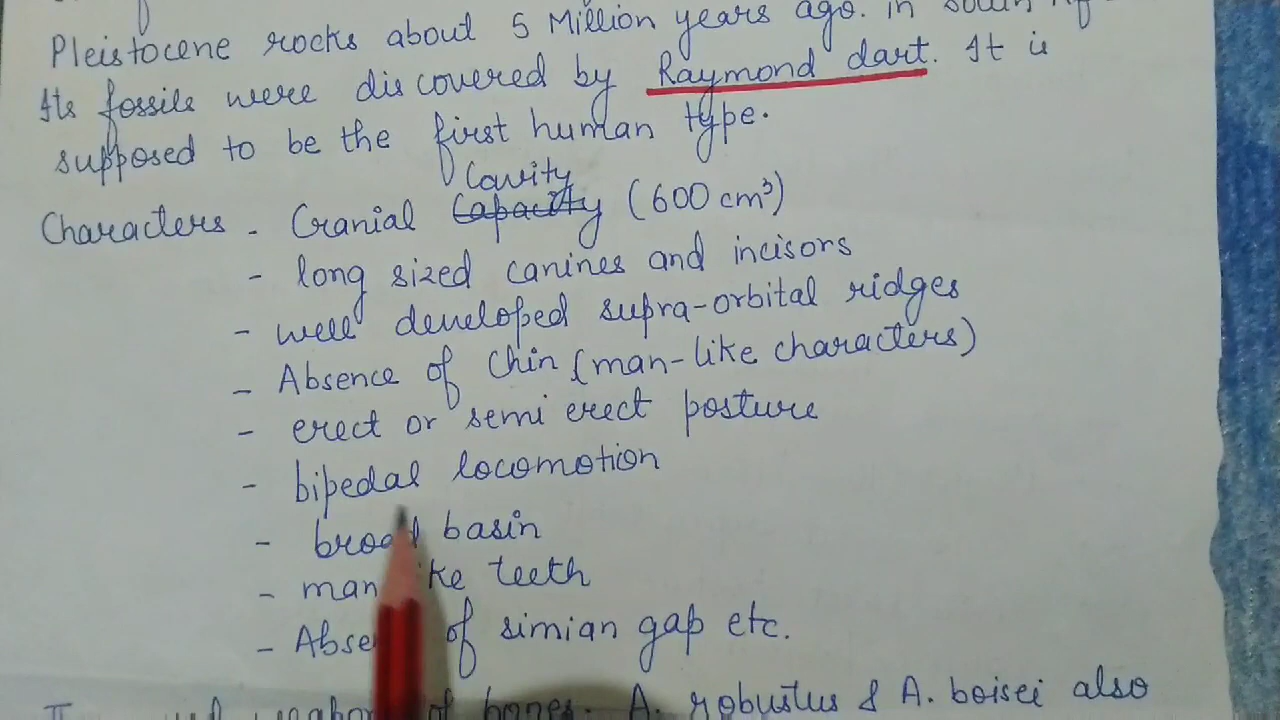 Pleistocene rocks about 5 Million years ago. in
Its fossils were discovered by Raymond dart. It is
supposed to be the first human type.
Cavity
Characters - Cranial Capacity (600 cm³)
- long sized canines and incisors
- well developed supra-orbital ridges
- Absence of Chin (man-like characters)
- erect or semi erect posture
- bipedal locomotion
- broad basin
- man teeth
- of simian gap etc.
of bones. A. robustus & A. boisei also